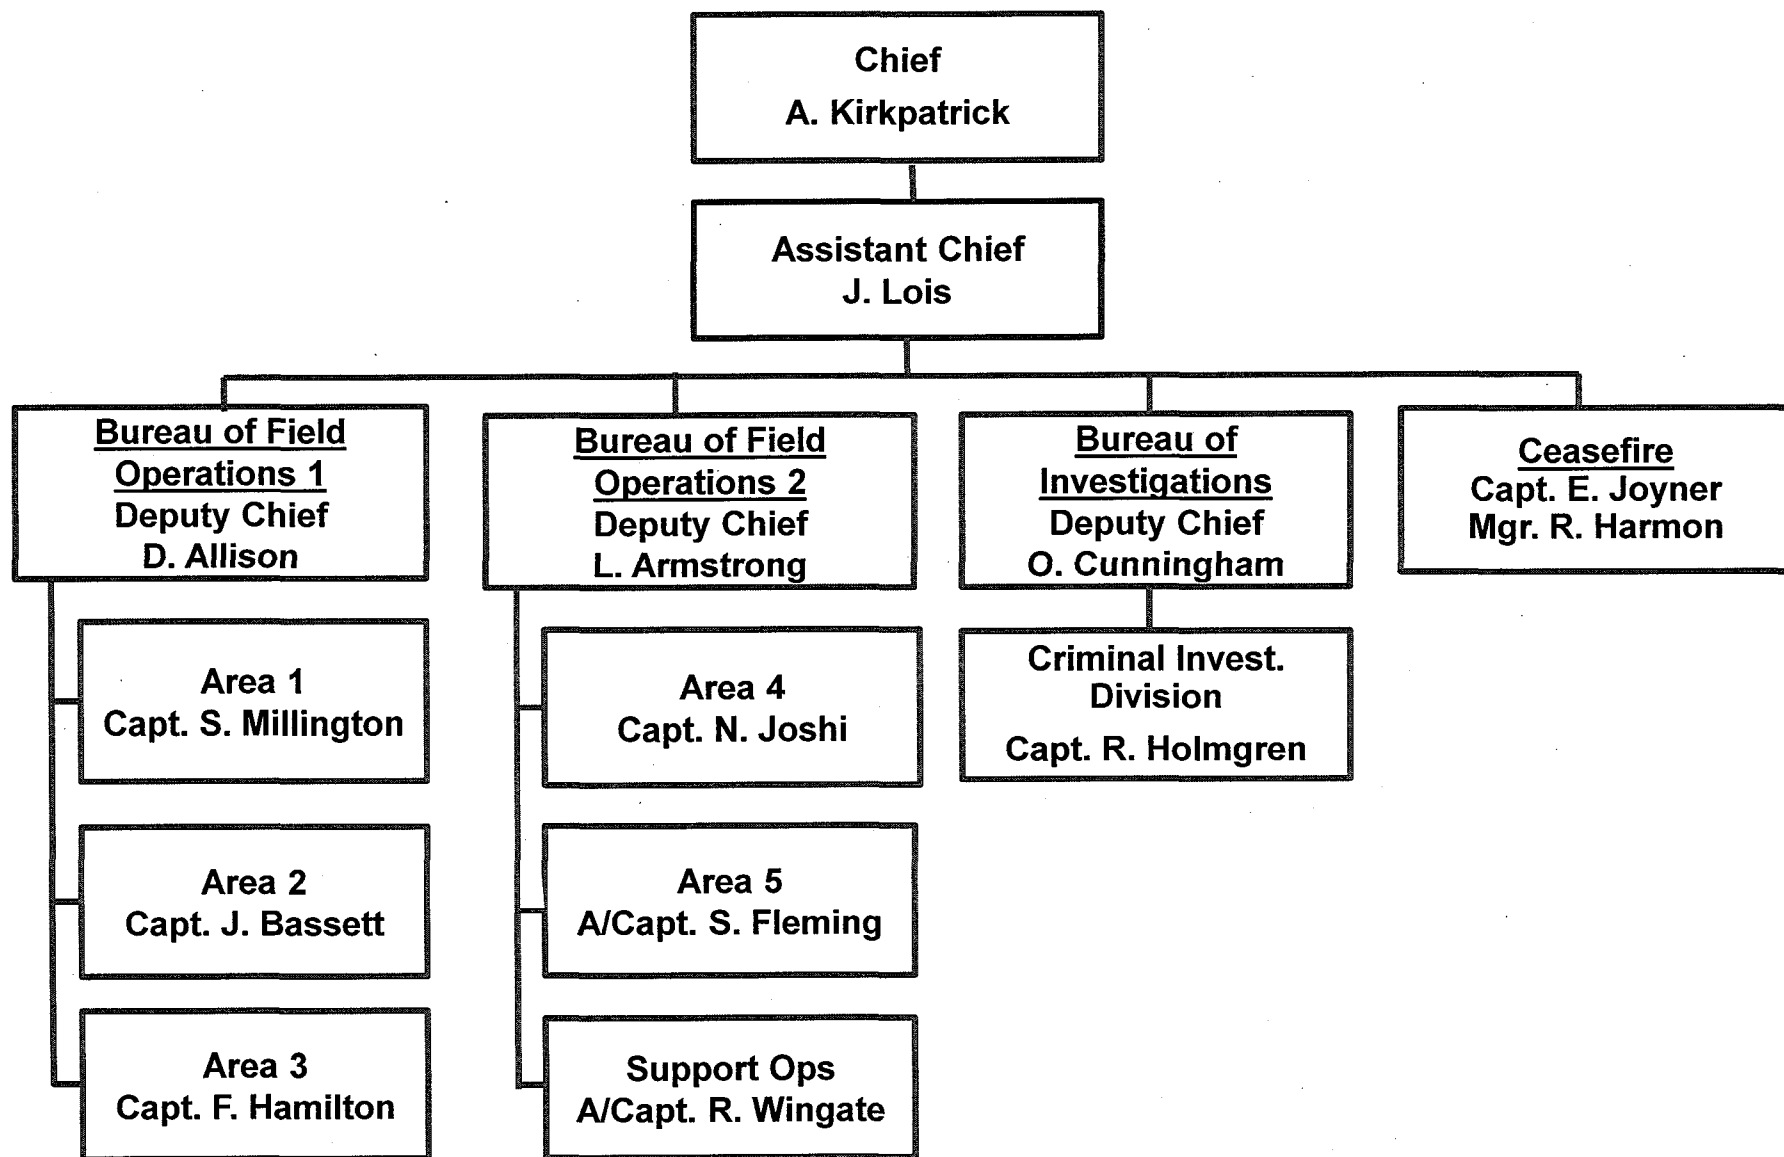 Chief
A. Kirkpatrick
Assistant Chief
J. Lois
Bureau of Field
Operations 1
Deputy Chief
D. Allison
Bureau of Field
Operations 2
Deputy Chief
L. Armstrong
Bureau of
Investigations
Deputy Chief
O. Cunningham
Ceasefire
Capt. E. Joyner
Mgr. R. Harmon
Area 1
Capt. S. Millington
Area 2
Capt. J. Bassett
Area 3
Capt. F. Hamilton
Area 4
Capt. N. Joshi
Area 5
A/Capt. S. Fleming
Support Ops
A/Capt. R. Wingate
Criminal Invest.
Division
Capt. R. Holmgren